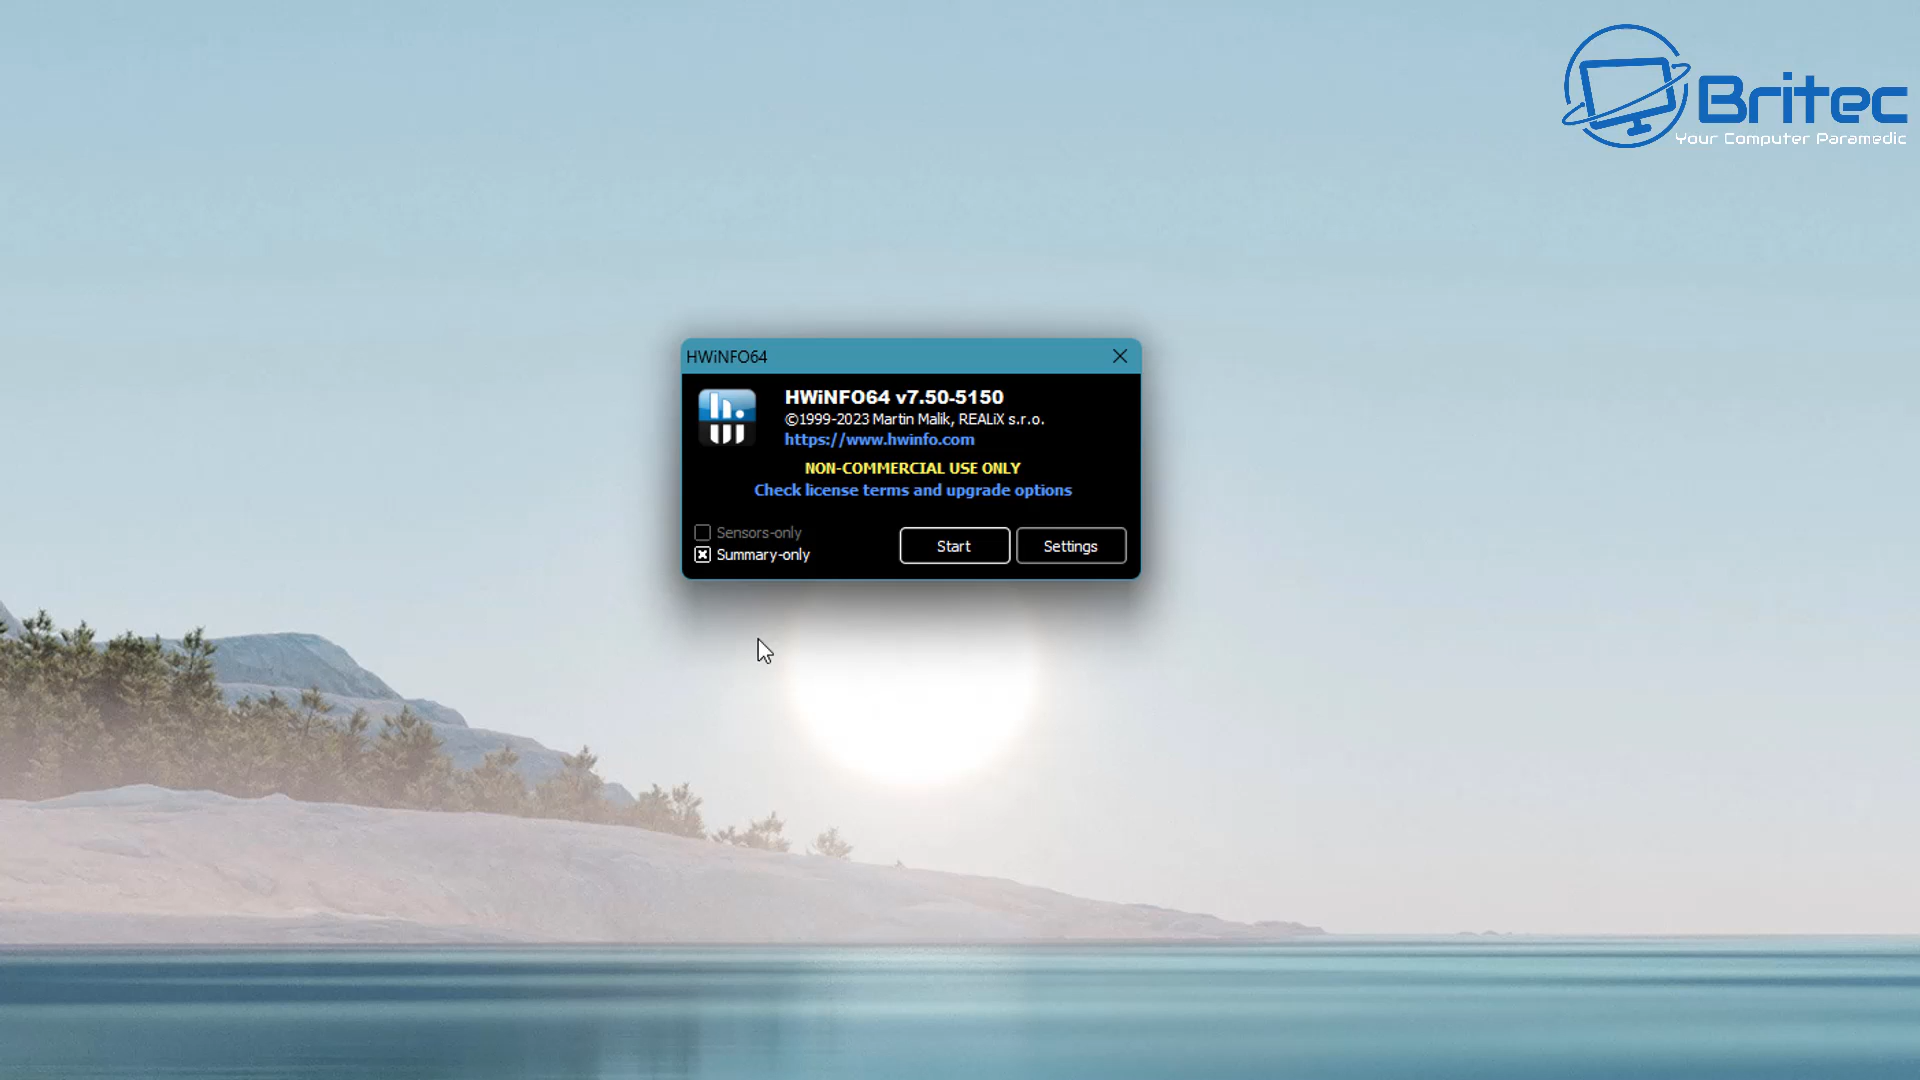 Britec
Your Computer Paramedic
HWiNFO64
HWiNFO64 v7.50-5150
©1999-2023 Martin Malik, REALiX s.r.o.
https://www.hwinfo.com
NON-COMMERCIAL USE ONLY
Check license terms and upgrade options
Sensors-only
Summary-only
Start
Settings